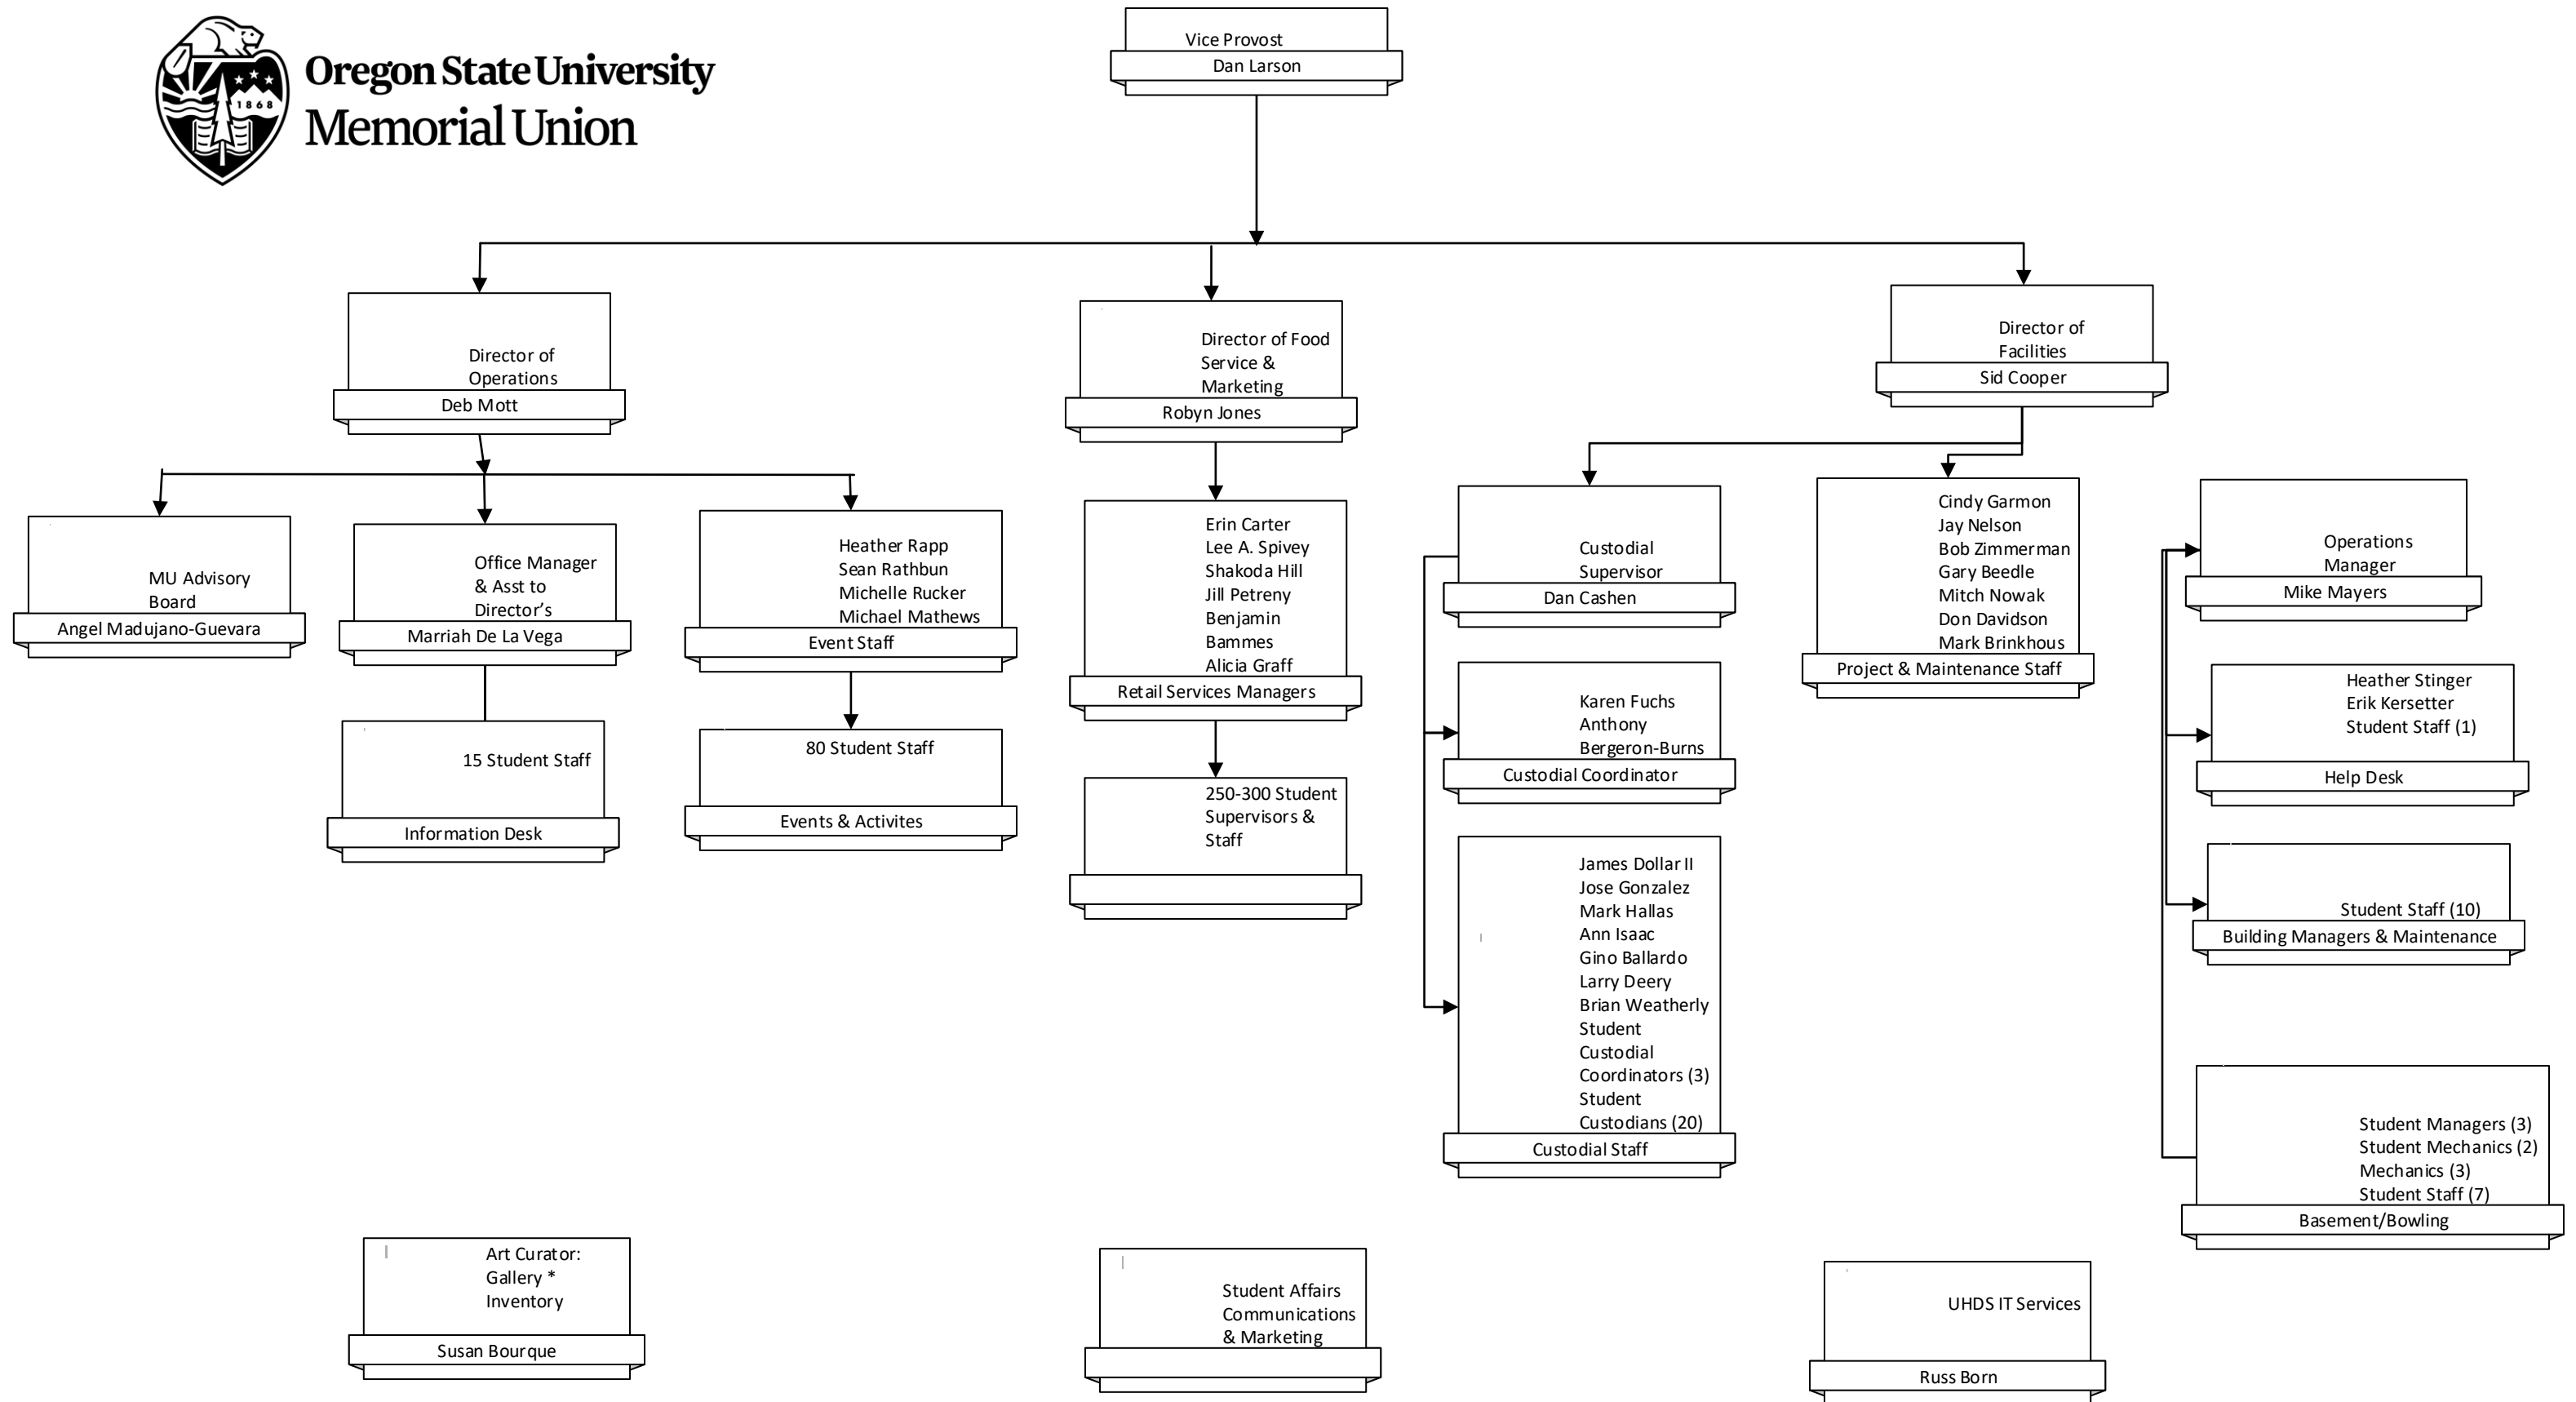 Oregon State University
Memorial Union
1868
Vice Provost
Dan Larson
Director of
Operations
Deb Mott
Director of Food
Service &
Marketing
Robyn Jones
Director of
Facilities
Sid Cooper
MU Advisory
Board
Angel Madujano-Guevara
Office Manager
& Asst to
Director's
Marriah De La Vega
Heather Rapp
Sean Rathbun
Michelle Rucker
Michael Mathews
Event Staff
Erin Carter
Lee A. Spivey
Shakoda Hill
Jill Petreny
Benjamin
Bammes
Alicia Graff
Retail Services Managers
Custodial
Supervisor
Dan Cashen
Cindy Garmon
Jay Nelson
Bob Zimmerman
Gary Beedle
Mitch Nowak
Don Davidson
Mark Brinkhous
Project & Maintenance Staff
Operations
Manager
Mike Mayers
15 Student Staff
Information Desk
80 Student Staff
Events & Activites
250-300 Student
Supervisors &
Staff
Karen Fuchs
Anthony
Bergeron-Burns
Custodial Coordinator
Heather Stinger
Erik Kersetter
Student Staff (1)
Help Desk
James Dollar II
Jose Gonzalez
Mark Hallas
Ann Isaac
Gino Ballardo
Larry Deery
Brian Weatherly
Student
Custodial
Coordinators (3)
Student
Custodians (20)
Custodial Staff
Student Staff (10)
Building Managers & Maintenance
Student Managers (3)
Student Mechanics (2)
Mechanics (3)
Student Staff (7)
Basement/Bowling
Art Curator:
Gallery *
Inventory
Susan Bourque
Student Affairs
Communications
& Marketing
UHDS IT Services
Russ Born